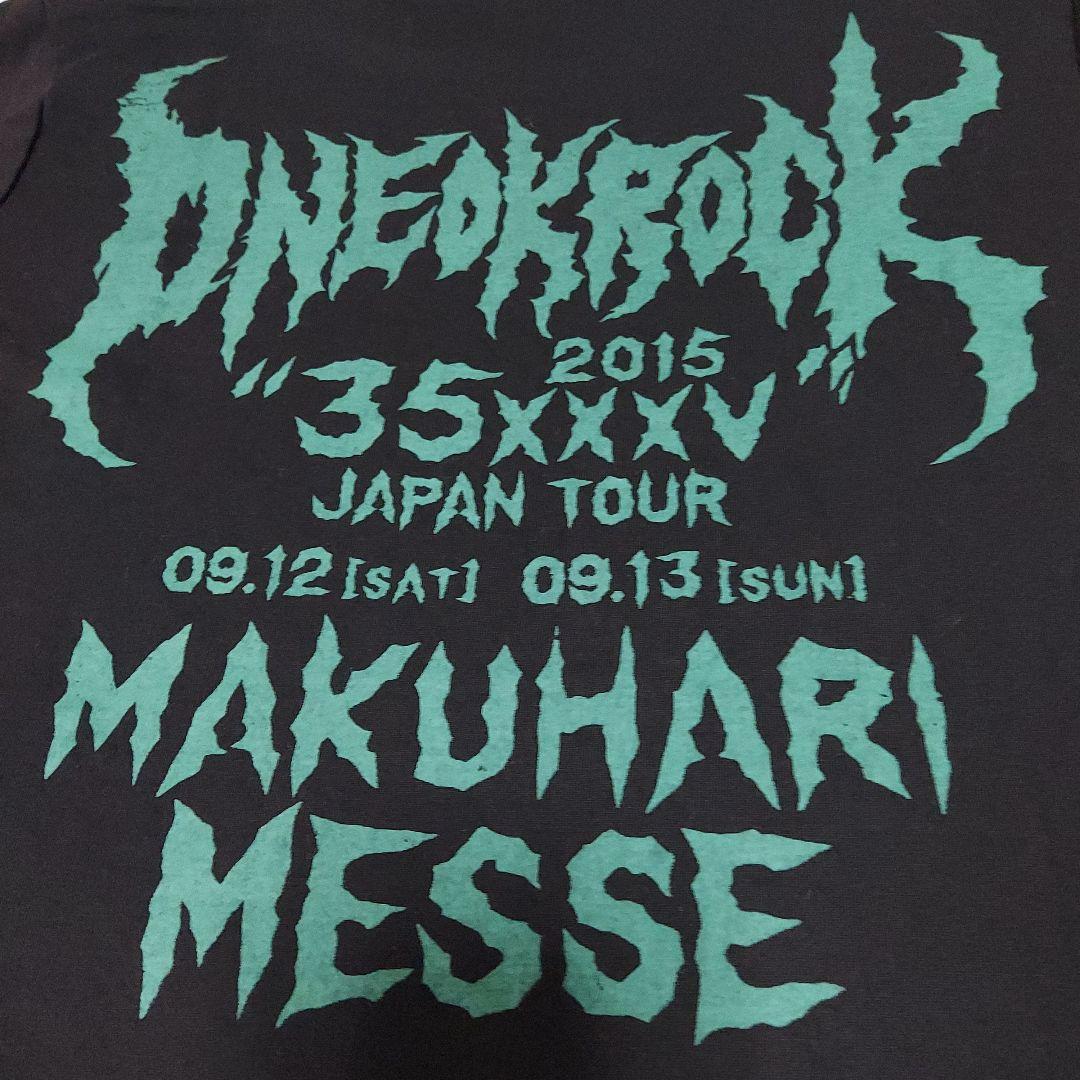 ONEOKROCK
2015
"35xxxv"
JAPAN TOUR
09.12 [SAT] 09.13 [SUN]
MAKUHARI
MESSE